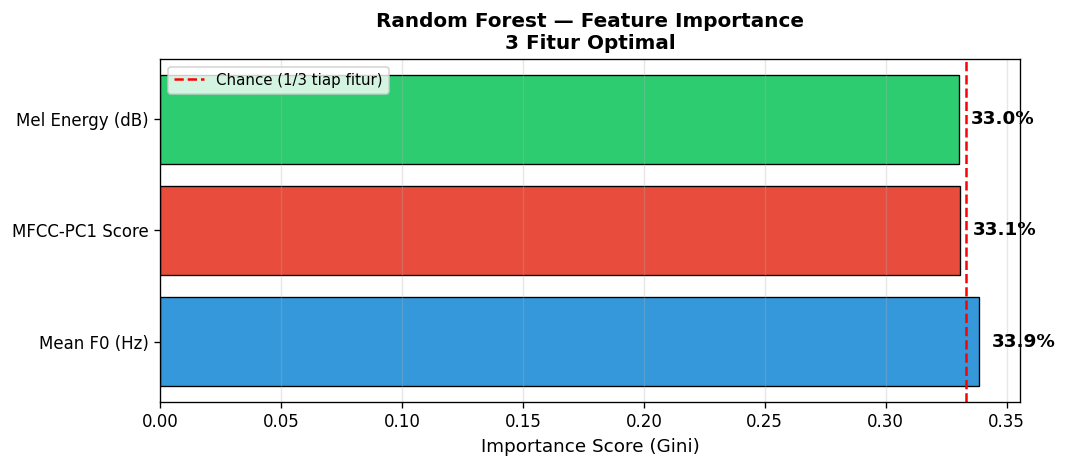 Random Forest — Feature Importance
3 Fitur Optimal
Chance (1/3 tiap fitur)
Mel Energy (dB)
33.0%
MFCC-PC1 Score
33.1%
Mean F0 (Hz)
33.9%
0.00 0.05 0.10 0.15 0.20 0.25 0.30 0.35
Importance Score (Gini)